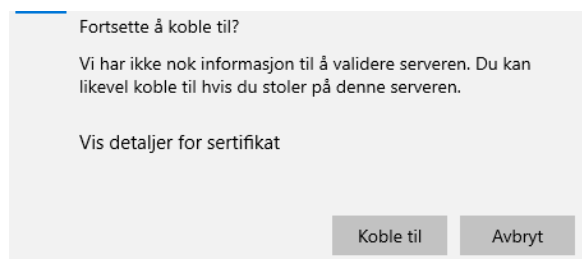 Fortsette å koble til?
Vi har ikke nok informasjon til å validere serveren. Du kan
likevel koble til hvis du stoler på denne serveren.
Vis detaljer for sertifikat
Koble til
Avbryt